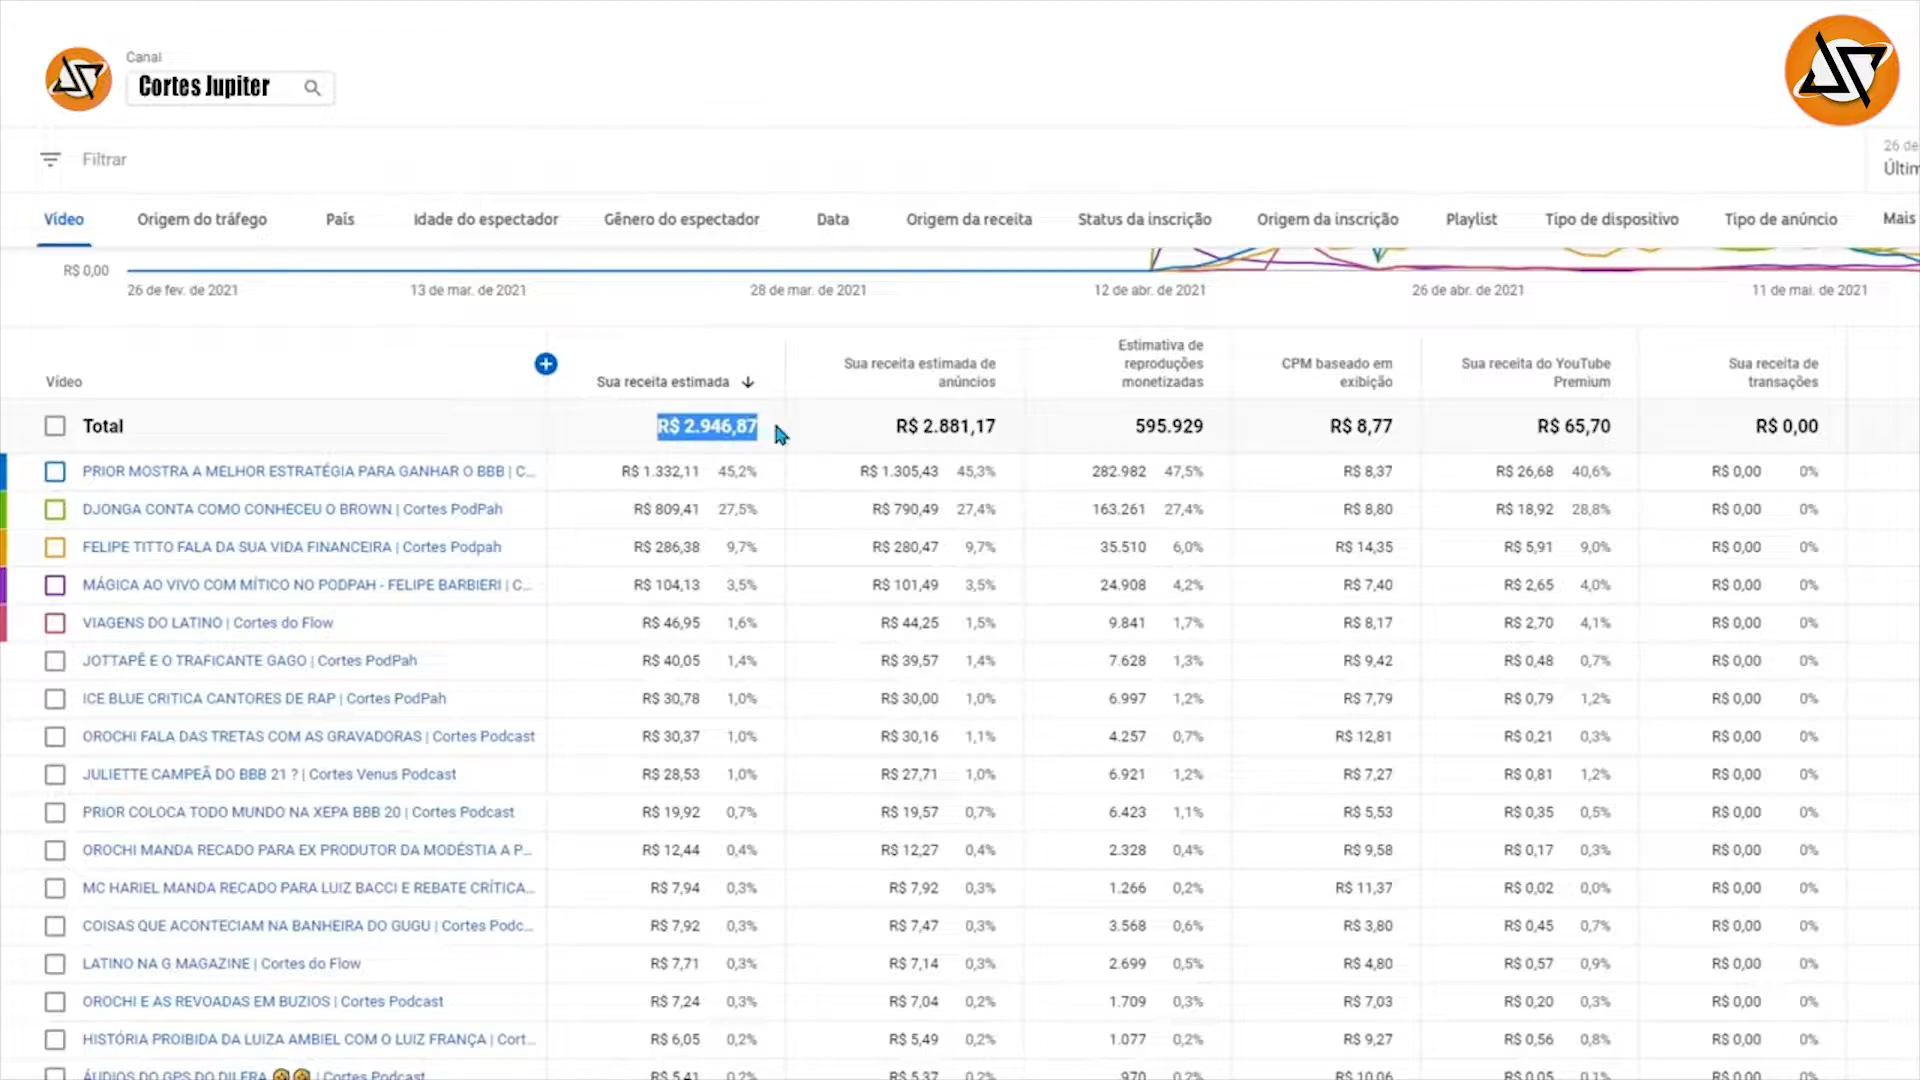 Canal
Cortes Jupiter
Filtrar
26 de
Últim
Vídeo Origem do tráfego País Idade do espectador Gênero do espectador Data Origem da receita Status da inscrição Origem da inscrição Playlist Tipo de dispositivo Tipo de anúncio Mais
R$ 0,00
26 de fev. de 2021 13 de mar. de 2021 28 de mar. de 2021 12 de abr. de 2021 26 de abr. de 2021 11 de mai. de 2021
Vídeo
Sua receita estimada
Sua receita estimada de
anúncios
Estimativa de
reproduções
monetizadas
CPM baseado em
exibição
Sua receita do YouTube
Premium
Sua receita de
transações
Total R$ 2.946,87 R$ 2.881,17 595.929 R$ 8,77 R$ 65,70 R$ 0,00
PRIOR MOSTRA A MELHOR ESTRATÉGIA PARA GANHAR O BBB | C... R$ 1.332,11 45,2% R$ 1.305,43 45,3% 282.982 47,5% R$ 8,37 R$ 26,68 40,6% R$ 0,00 0%
DJONGA CONTA COMO CONHECEU O BROWN | Cortes PodPah R$ 809,41 27,5% R$ 790,49 27,4% 163.261 27,4% R$ 8,80 R$ 18,92 28,8% R$ 0,00 0%
FELIPE TITTO FALA DA SUA VIDA FINANCEIRA | Cortes Podpah R$ 286,38 9,7% R$ 280,47 9,7% 35.510 6,0% R$ 14,35 R$ 5,91 9,0% R$ 0,00 0%
MÁGICA AO VIVO COM MÍTICO NO PODPAH - FELIPE BARBIERI | C... R$ 104,13 3,5% R$ 101,49 3,5% 24.908 4,2% R$ 7,40 R$ 2,65 4,0% R$ 0,00 0%
VIAGENS DO LATINO | Cortes do Flow R$ 46,95 1,6% R$ 44,25 1,5% 9.841 1,7% R$ 8,17 R$ 2,70 4,1% R$ 0,00 0%
JOTTAPÊ E O TRAFICANTE GAGO | Cortes PodPah R$ 40,05 1,4% R$ 39,57 1,4% 7.628 1,3% R$ 9,42 R$ 0,48 0,7% R$ 0,00 0%
ICE BLUE CRITICA CANTORES DE RAP | Cortes PodPah R$ 30,78 1,0% R$ 30,00 1,0% 6.997 1,2% R$ 7,79 R$ 0,79 1,2% R$ 0,00 0%
OROCHI FALA DAS TRETAS COM AS GRAVADORAS | Cortes Podcast R$ 30,37 1,0% R$ 30,16 1,1% 4.257 0,7% R$ 12,81 R$ 0,21 0,3% R$ 0,00 0%
JULIETTE CAMPEÃ DO BBB 21 ? | Cortes Venus Podcast R$ 28,53 1,0% R$ 27,71 1,0% 6.921 1,2% R$ 7,27 R$ 0,81 1,2% R$ 0,00 0%
PRIOR COLOCA TODO MUNDO NA XEPA BBB 20 | Cortes Podcast R$ 19,92 0,7% R$ 19,57 0,7% 6.423 1,1% R$ 5,53 R$ 0,35 0,5% R$ 0,00 0%
OROCHI MANDA RECADO PARA EX PRODUTOR DA MODÉSTIA A P... R$ 12,44 0,4% R$ 12,27 0,4% 2.328 0,4% R$ 9,58 R$ 0,17 0,3% R$ 0,00 0%
MC HARIEL MANDA RECADO PARA LUIZ BACCI E REBATE CRÍTICA... R$ 7,94 0,3% R$ 7,92 0,3% 1.266 0,2% R$ 11,37 R$ 0,02 0,0% R$ 0,00 0%
COISAS QUE ACONTECIAM NA BANHEIRA DO GUGU | Cortes Podc... R$ 7,92 0,3% R$ 7,47 0,3% 3.568 0,6% R$ 3,80 R$ 0,45 0,7% R$ 0,00 0%
LATINO NA G MAGAZINE | Cortes do Flow R$ 7,71 0,3% R$ 7,14 0,3% 2.699 0,5% R$ 4,80 R$ 0,57 0,9% R$ 0,00 0%
OROCHI E AS REVOADAS EM BUZIOS | Cortes Podcast R$ 7,24 0,3% R$ 7,04 0,2% 1.709 0,3% R$ 7,03 R$ 0,20 0,3% R$ 0,00 0%
HISTÓRIA PROIBIDA DA LUIZA AMBIEL COM O LUIZ FRANÇA | Cort... R$ 6,05 0,2% R$ 5,49 0,2% 1.077 0,2% R$ 9,27 R$ 0,56 0,8% R$ 0,00 0%
ÁUDIOS DO GPS DO DILERA | Cortes Podcast R$ 5,41 0,2% R$ 5,37 0,2% 970 0,2% R$ 10,06 R$ 0,05 0,1% R$ 0,00 0%